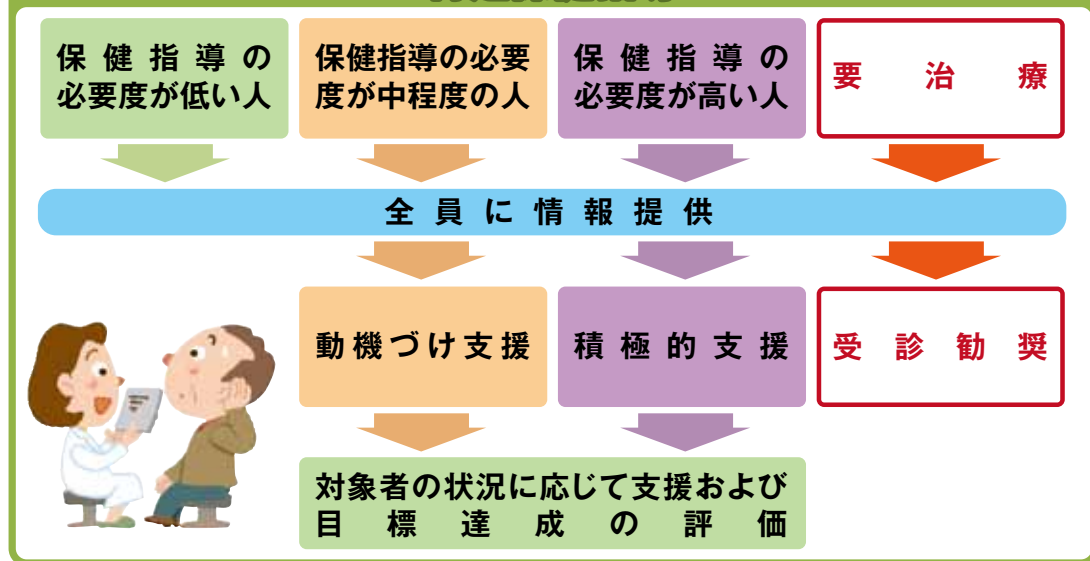 保健指導の
必要度が低い人
保健指導の必要
度が中程度の人
保健指導の
必要度が高い人
要治療
全員に情報提供
動機づけ支援
積極的支援
受診勧奨
対象者の状況に応じて支援および
目標達成の評価